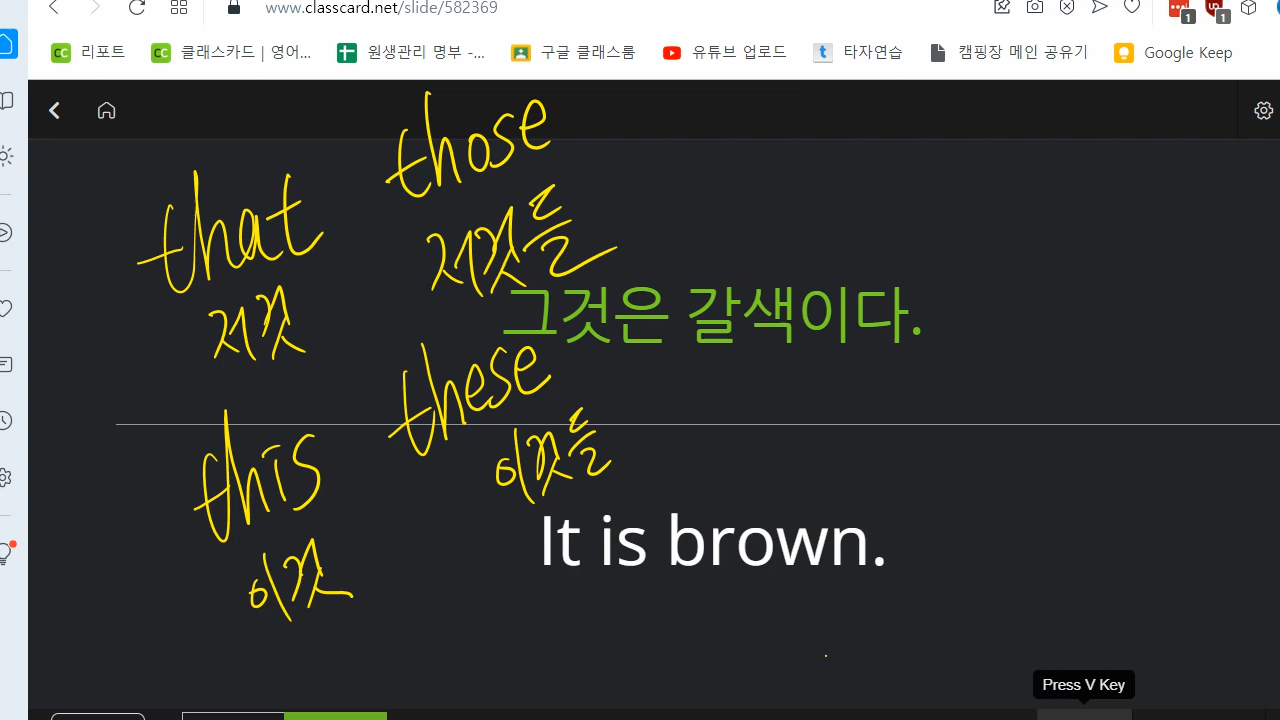 www.classcard.net/slide/582369
1
1
리포트
클래스카드 | 영어...
원생관리 명부 -...
구글 클래스룸
유튜브 업로드
타자연습
캠핑장 메인 공유기
Google Keep
those
that
저것들
저것
그것은 갈색이다.
these
this
이것들
이것
It is brown.
Press V Key